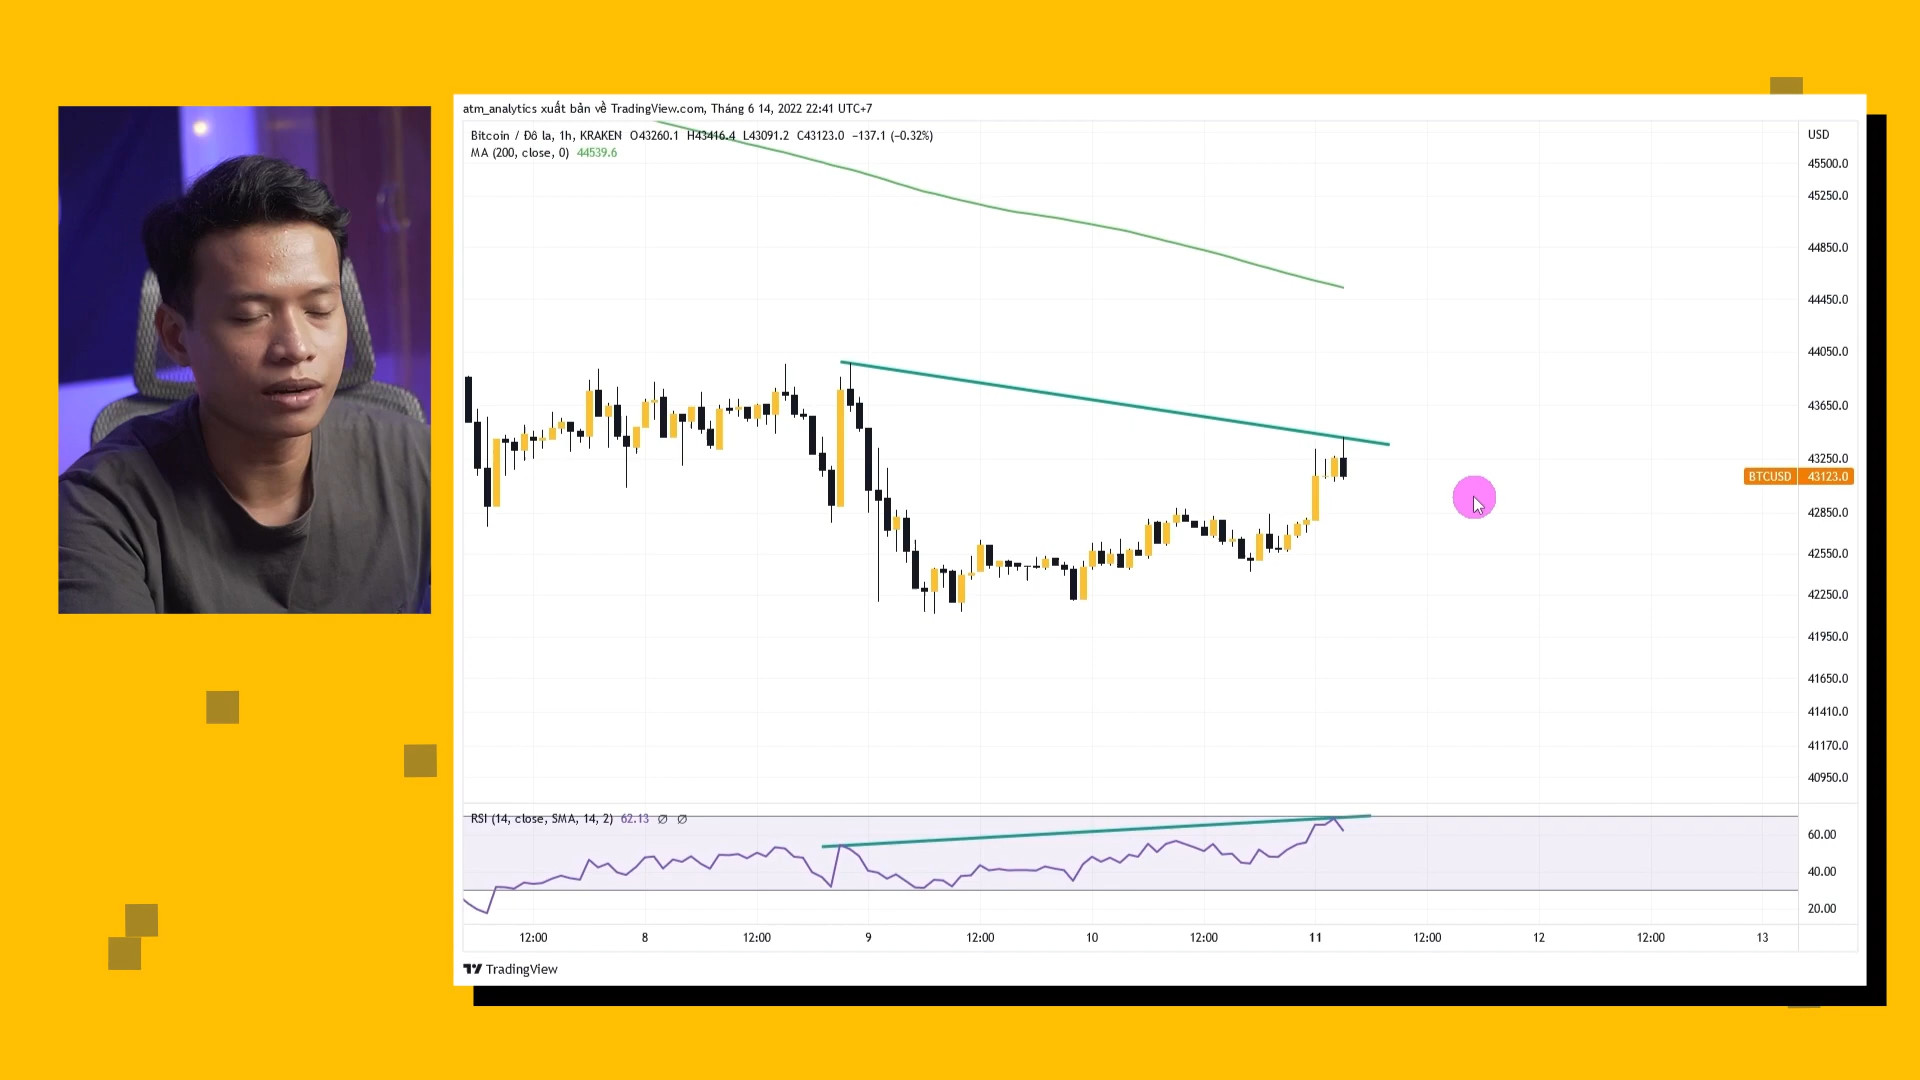 atm_analytics xuất bản về TradingView.com, Tháng 6 14, 2022 22:41 UTC+7
Bitcoin / Đô la, 1h, KRAKEN O43260.1 H43416.4 L43091.2 C43123.0 −137.1 (−0.32%)
MA (200, close, 0) 44539.6
USD
45500.0
45250.0
44850.0
44450.0
44050.0
43650.0
43250.0
BTCUSD 43123.0
42850.0
42550.0
42250.0
41950.0
41650.0
41410.0
41170.0
40950.0
RSI (14, close, SMA, 14, 2) 62.13 ∅ ∅
60.00
40.00
20.00
12:00 8 12:00 9 12:00 10 12:00 11 12:00 12 12:00 13
TradingView